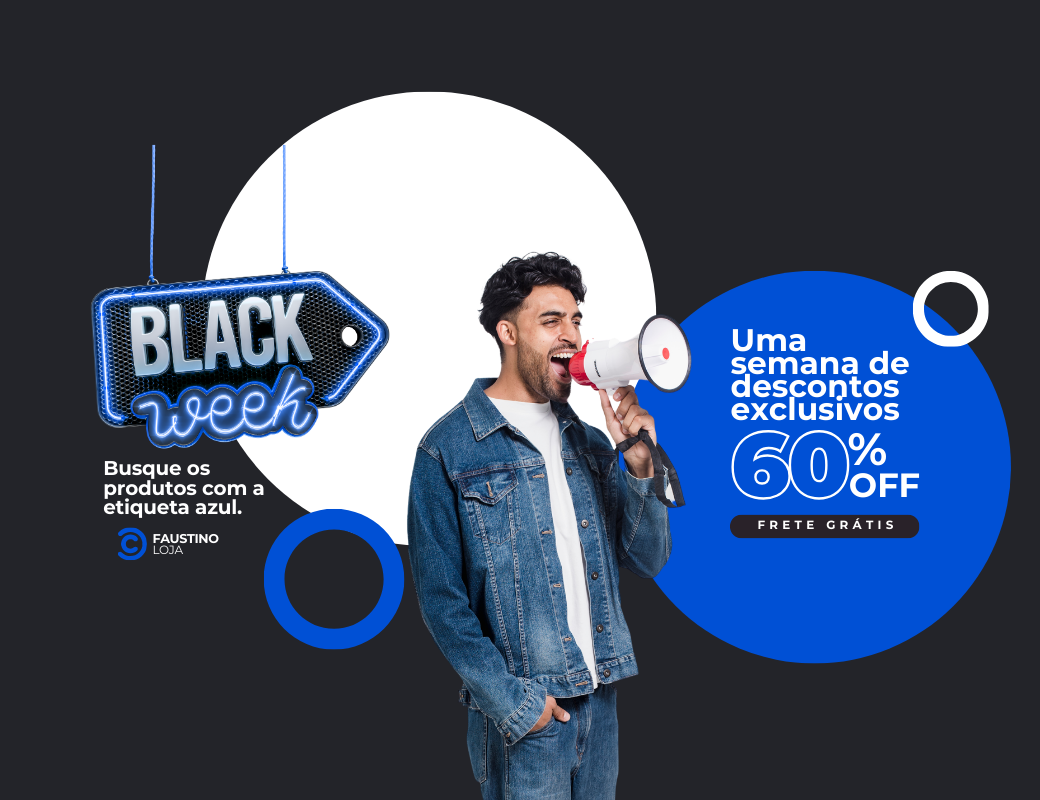 BLACK
week
Busque os
produtos com a
etiqueta azul.
FAUSTINO
LOJA
Uma
semana de
descontos
exclusivos
60%
OFF
FRETE GRÁTIS